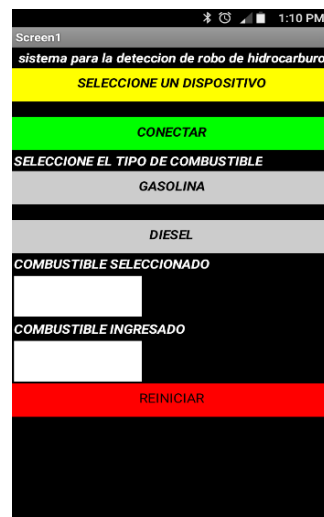 1:10 PM
Screen1
sistema para la deteccion de robo de hidrocarburo
SELECCIONE UN DISPOSITIVO
CONECTAR
SELECCIONE EL TIPO DE COMBUSTIBLE
GASOLINA
DIESEL
COMBUSTIBLE SELECCIONADO
COMBUSTIBLE INGRESADO
REINICIAR